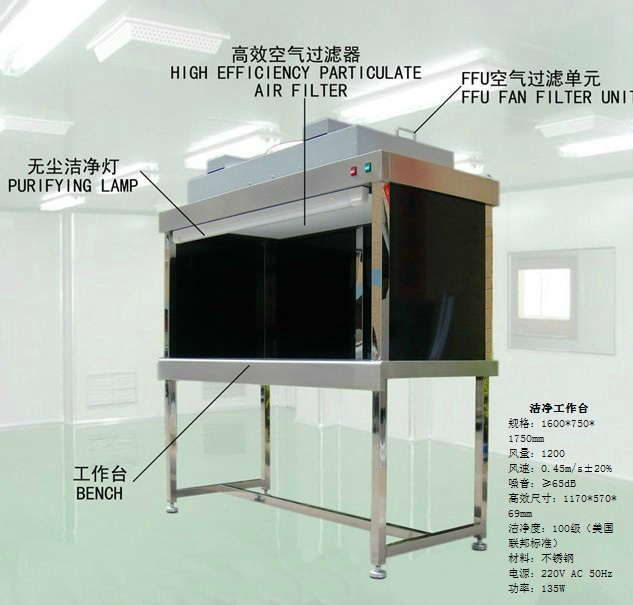 高效空气过滤器
HIGH EFFICIENCY PARTICULATE
AIR FILTER
FFU空气过滤单元
FFU FAN FILTER UNIT
无尘洁净灯
PURIFYING LAMP
工作台
BENCH
洁净工作台
规格：1600*750*
1750mm
风量：1200
风速：0.45m/s±20%
噪音：≥65dB
高效尺寸：1170*570*
69mm
洁净度：100级（美国
联邦标准）
材料：不锈钢
电源：220V AC 50Hz
功率：135W